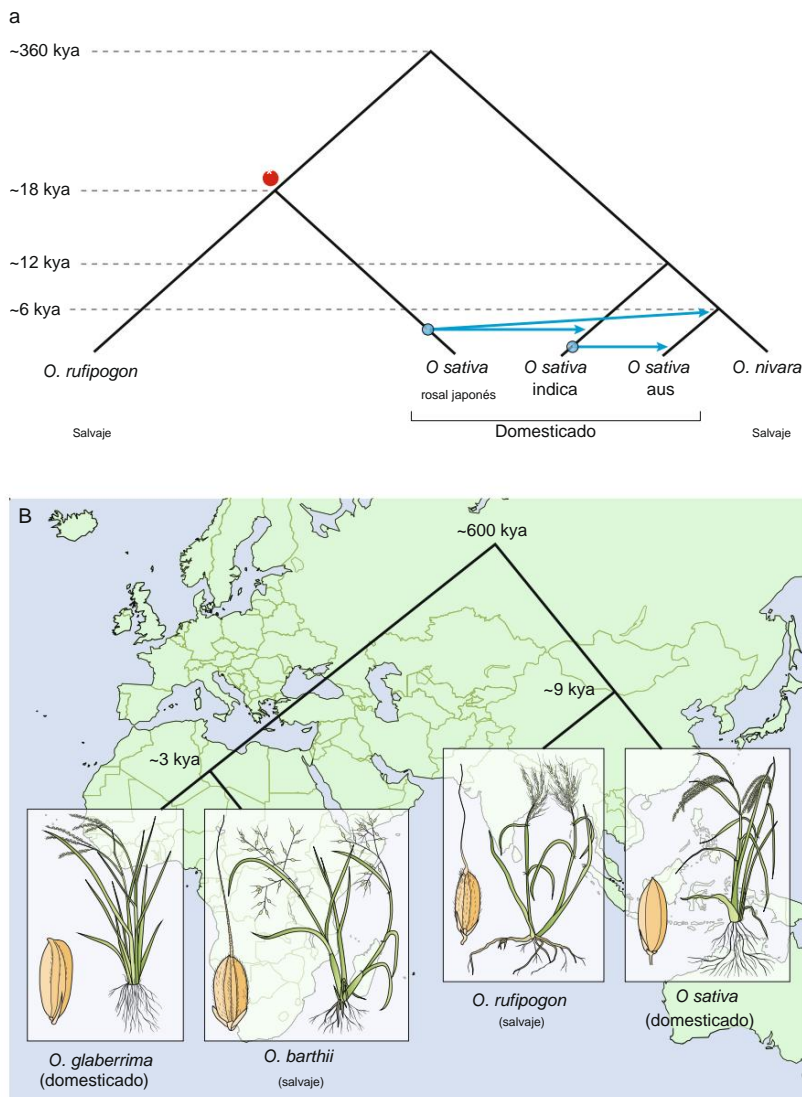 a
~360 kya
~18 kya
~12 kya
~6 kya
O. rufipogon
O sativa
rosal japonés
O sativa
indica
O sativa
aus
O. nivara
Salvaje
Domesticado
Salvaje
B
~600 kya
~9 kya
~3 kya
O. rufipogon
(salvaje)
O sativa
(domesticado)
O. glaberrima
(domesticado)
O. barthii
(salvaje)